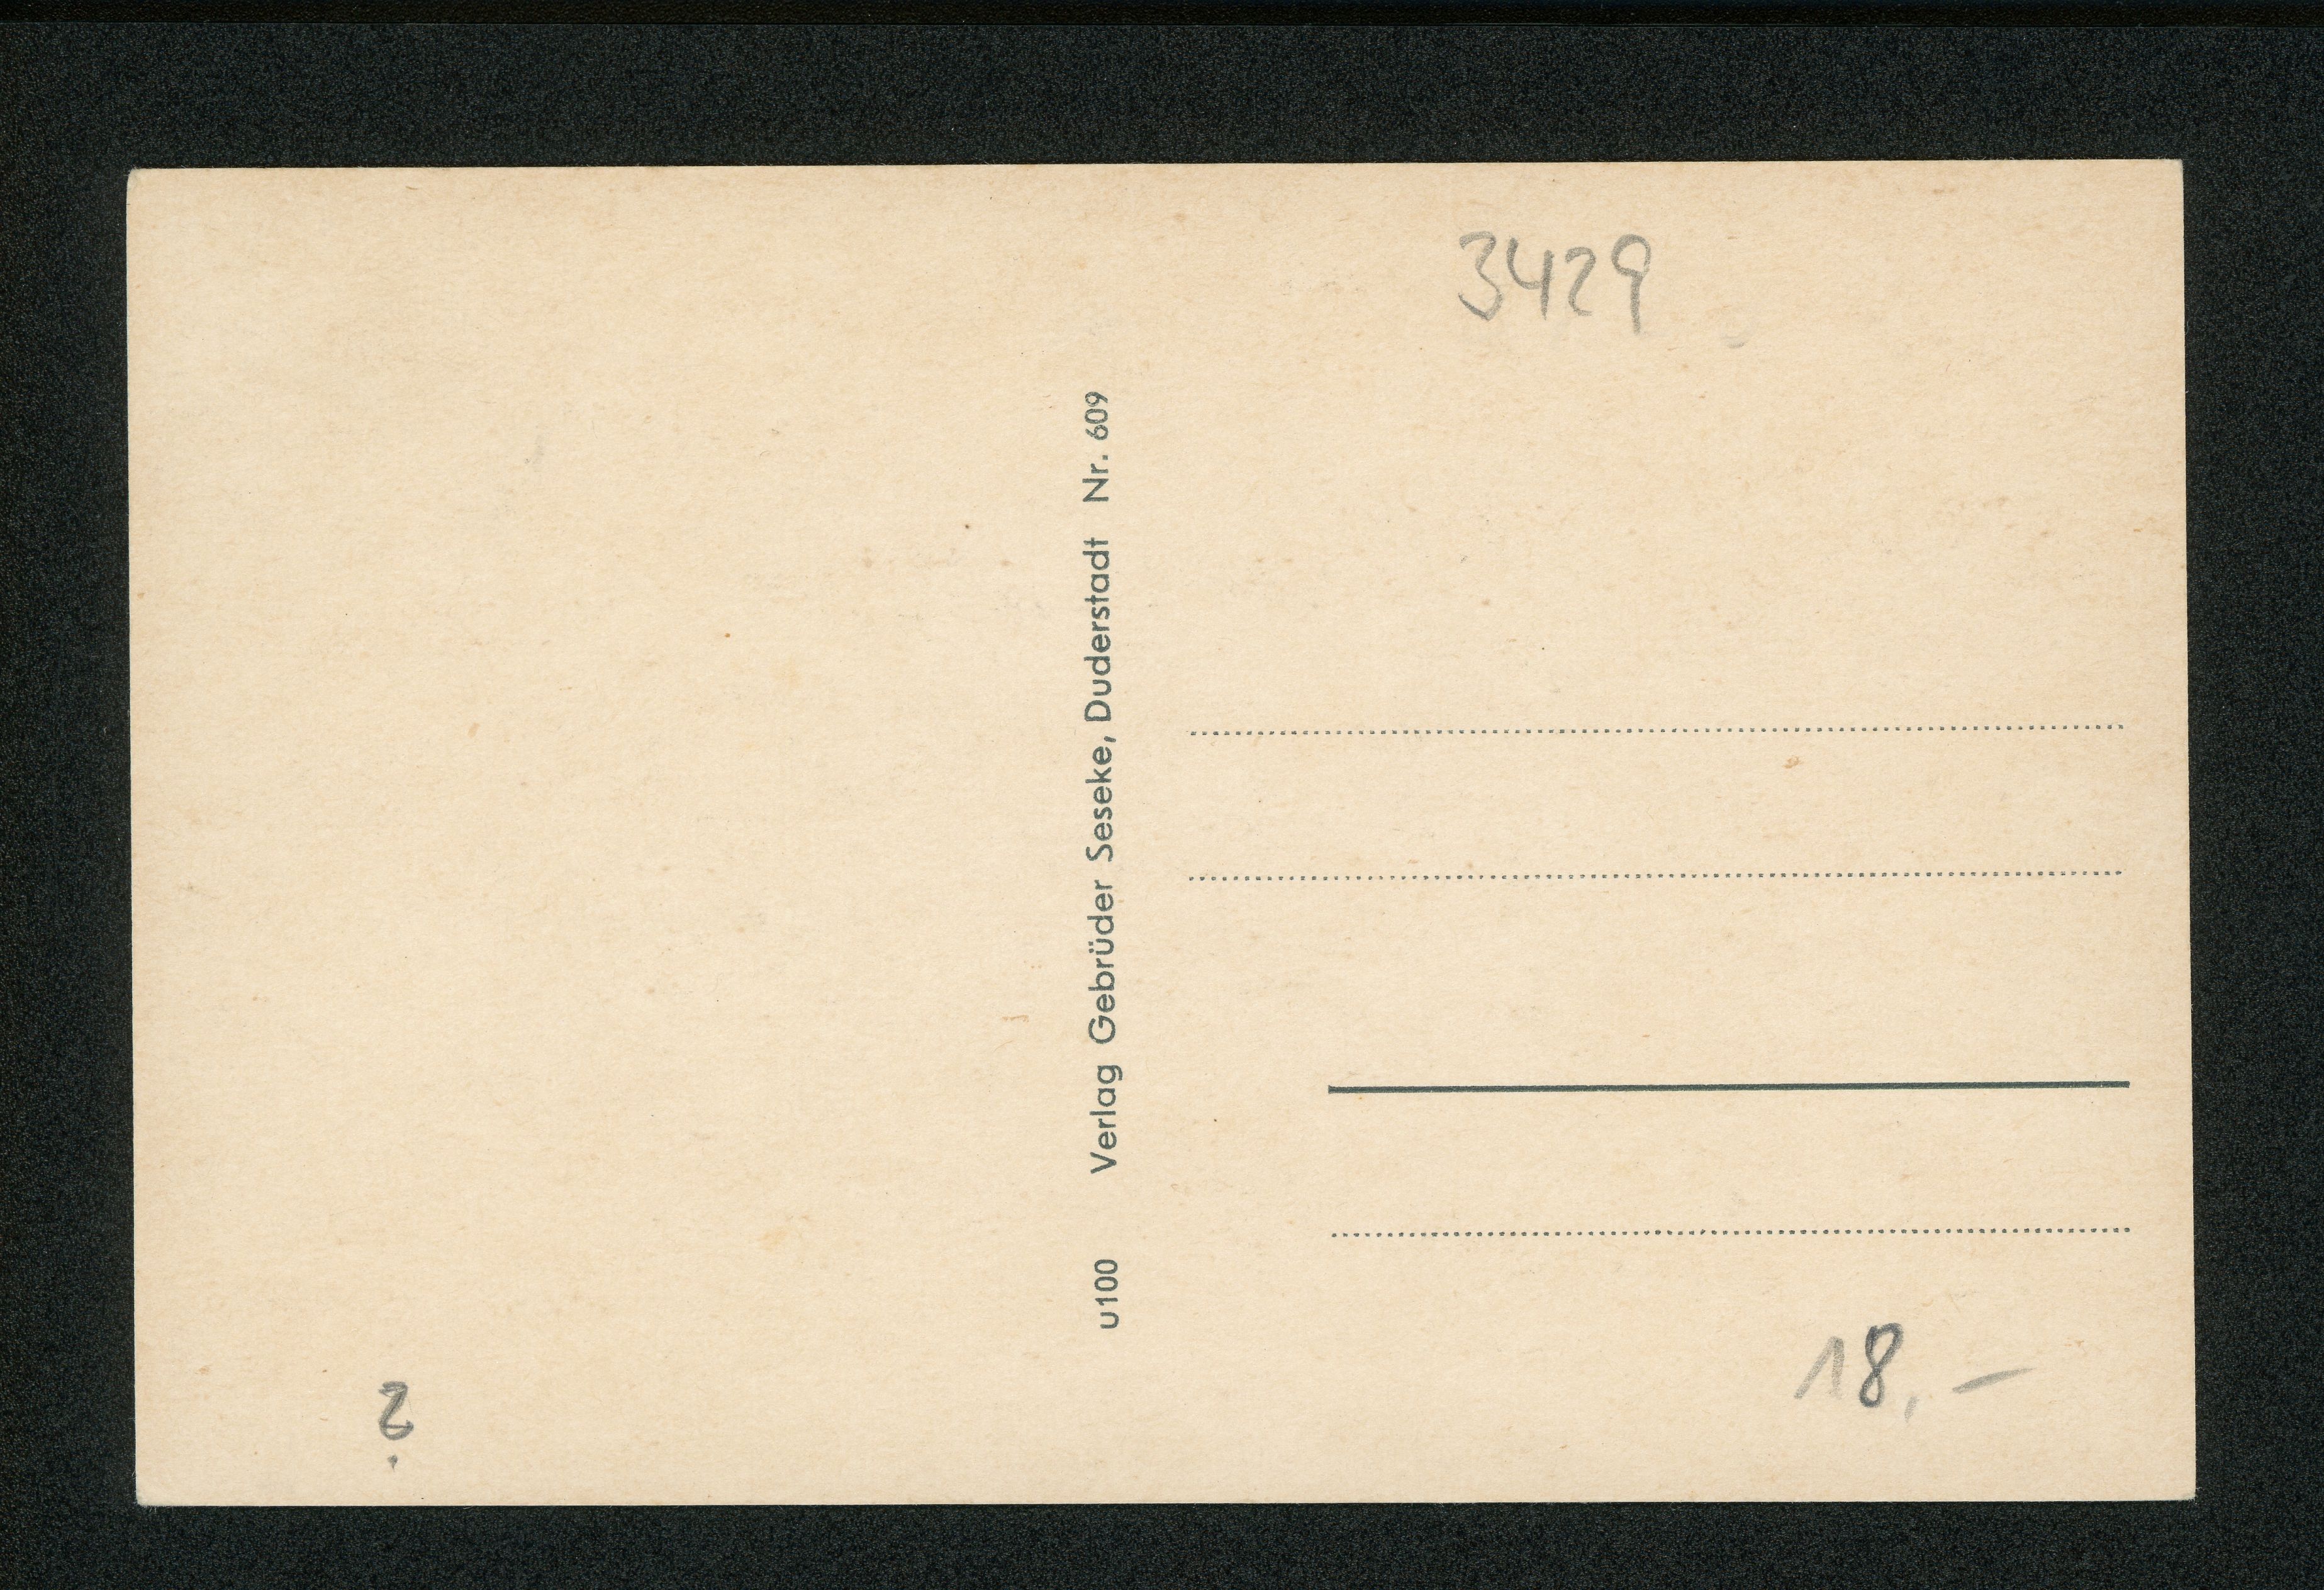 3429
u100 Verlag Gebrüder Seseke, Duderstadt Nr. 609
18,-
?